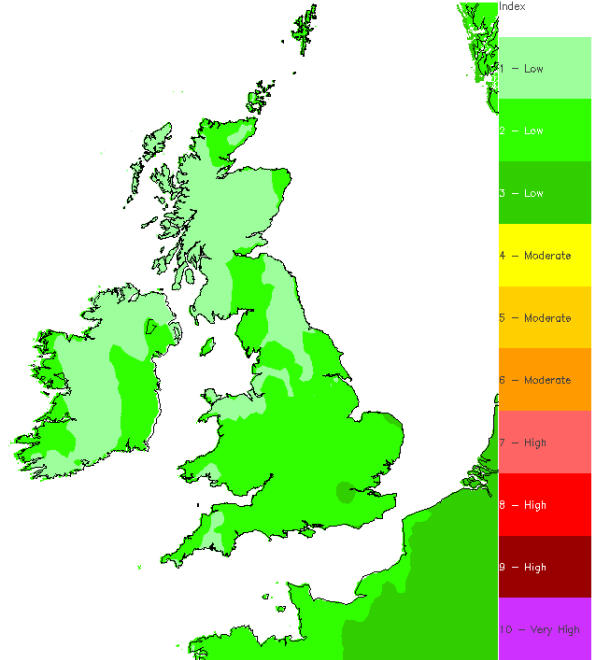 Index
1 - Low
2 - Low
3 - Low
4 - Moderate
5 - Moderate
6 - Moderate
7 - High
8 - High
9 - High
10 - Very High